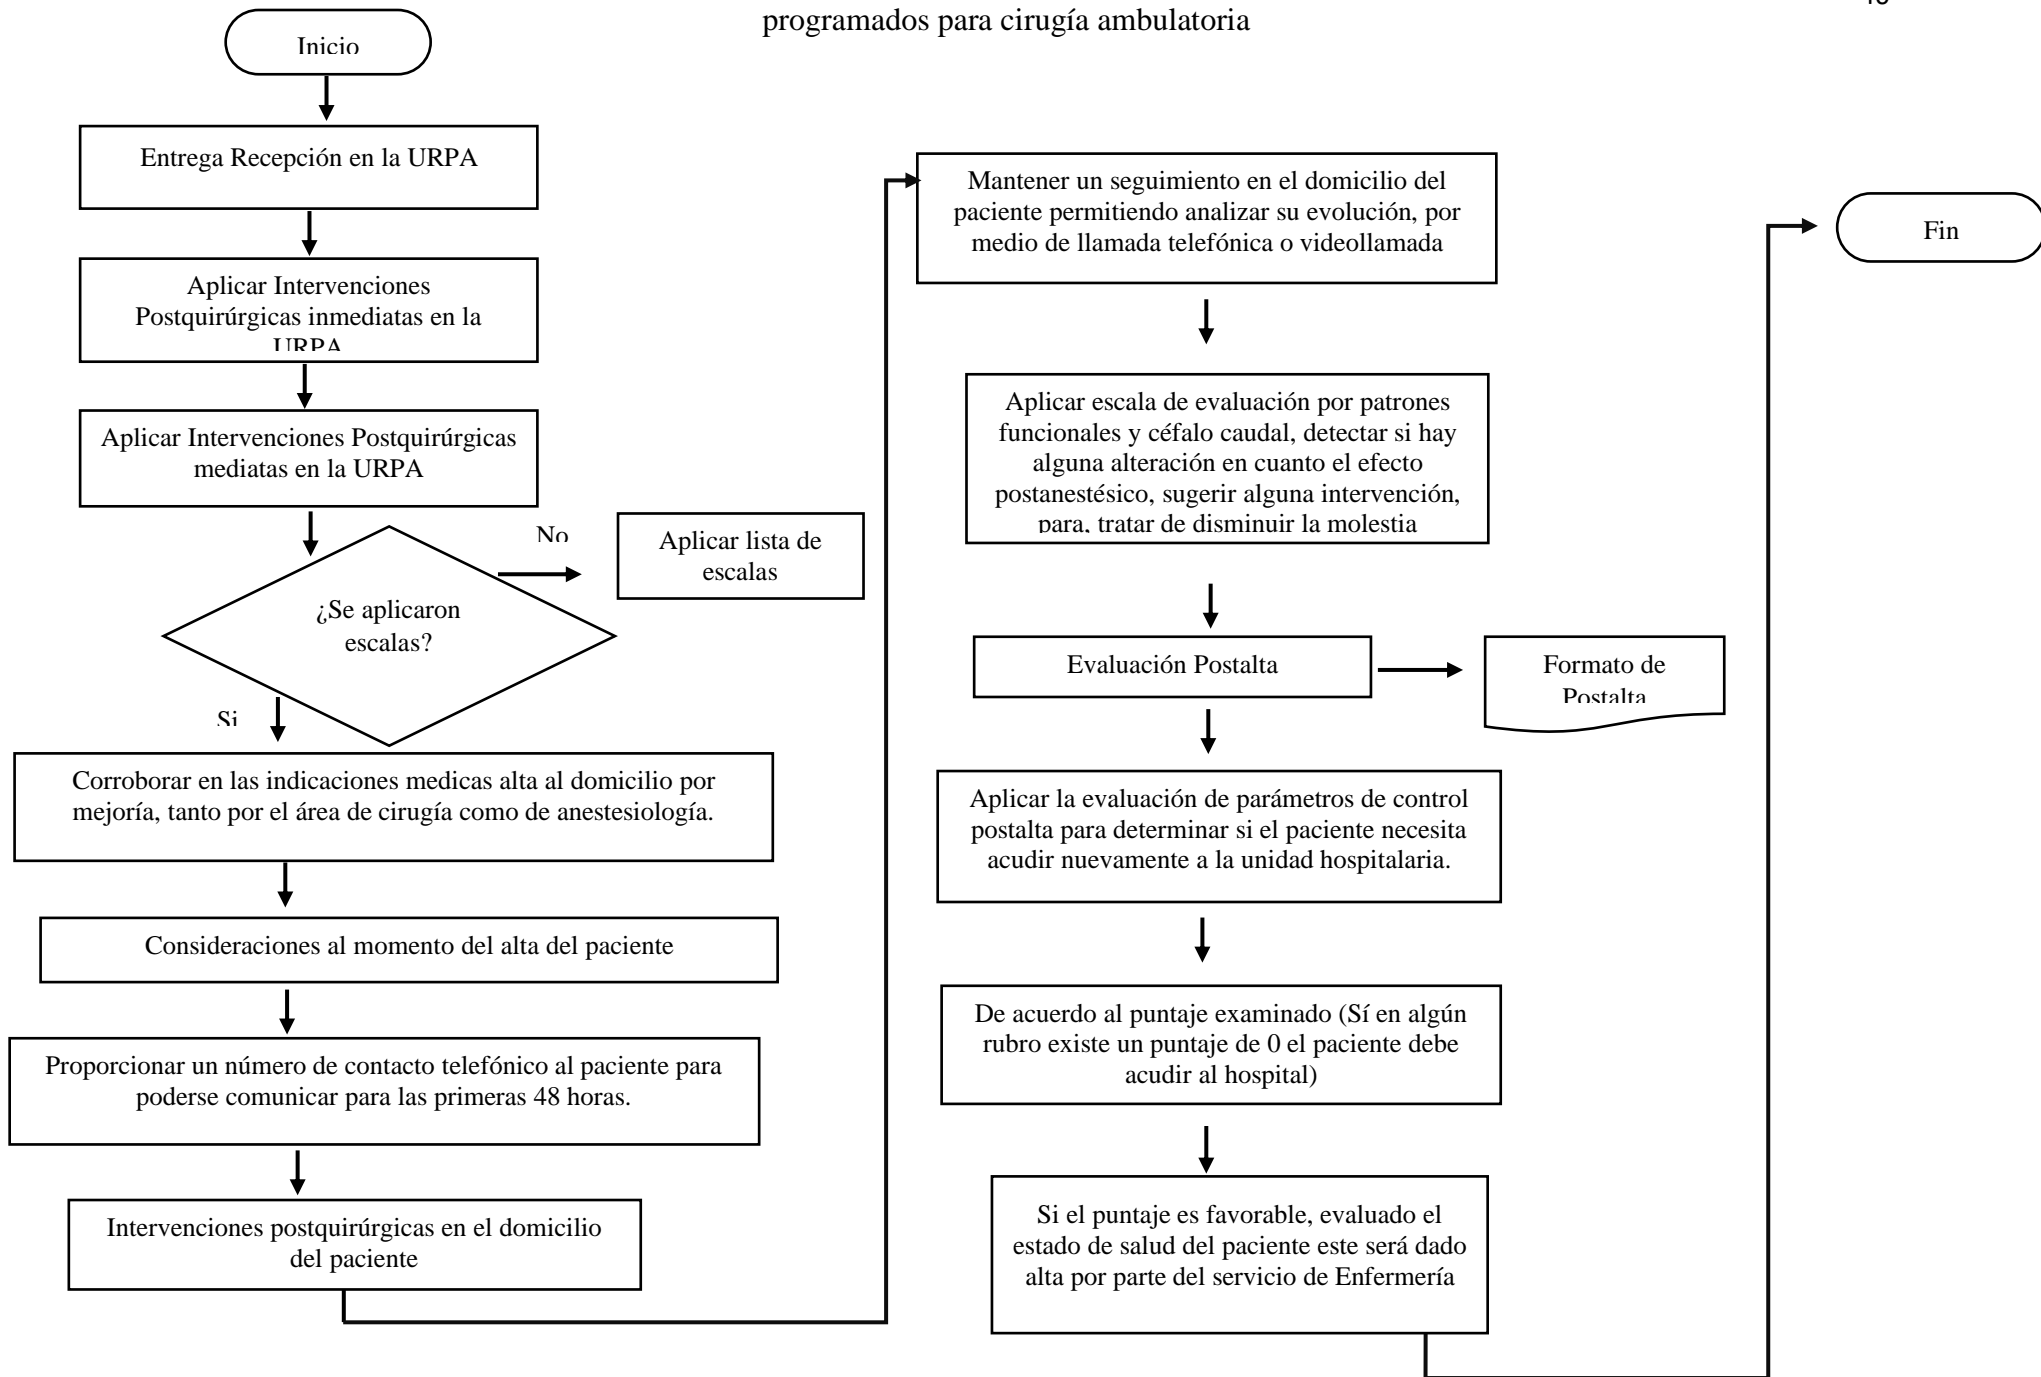 programados para cirugía ambulatoria
Inicio
Entrega Recepción en la URPA
Aplicar Intervenciones
Postquirúrgicas inmediatas en la
URPA
Aplicar Intervenciones Postquirúrgicas
mediatas en la URPA
¿Se aplicaron
escalas?
No
Aplicar lista de
escalas
Si
Corroborar en las indicaciones medicas alta al domicilio por
mejoría, tanto por el área de cirugía como de anestesiología.
Consideraciones al momento del alta del paciente
Proporcionar un número de contacto telefónico al paciente para
poderse comunicar para las primeras 48 horas.
Intervenciones postquirúrgicas en el domicilio
del paciente
Mantener un seguimiento en el domicilio del
paciente permitiendo analizar su evolución, por
medio de llamada telefónica o videollamada
Aplicar escala de evaluación por patrones
funcionales y céfalo caudal, detectar si hay
alguna alteración en cuanto el efecto
postanestésico, sugerir alguna intervención,
para, tratar de disminuir la molestia
Evaluación Postalta
Formato de
Postalta
Aplicar la evaluación de parámetros de control
postalta para determinar si el paciente necesita
acudir nuevamente a la unidad hospitalaria.
De acuerdo al puntaje examinado (Sí en algún
rubro existe un puntaje de 0 el paciente debe
acudir al hospital)
Si el puntaje es favorable, evaluado el
estado de salud del paciente este será dado
alta por parte del servicio de Enfermería
Fin